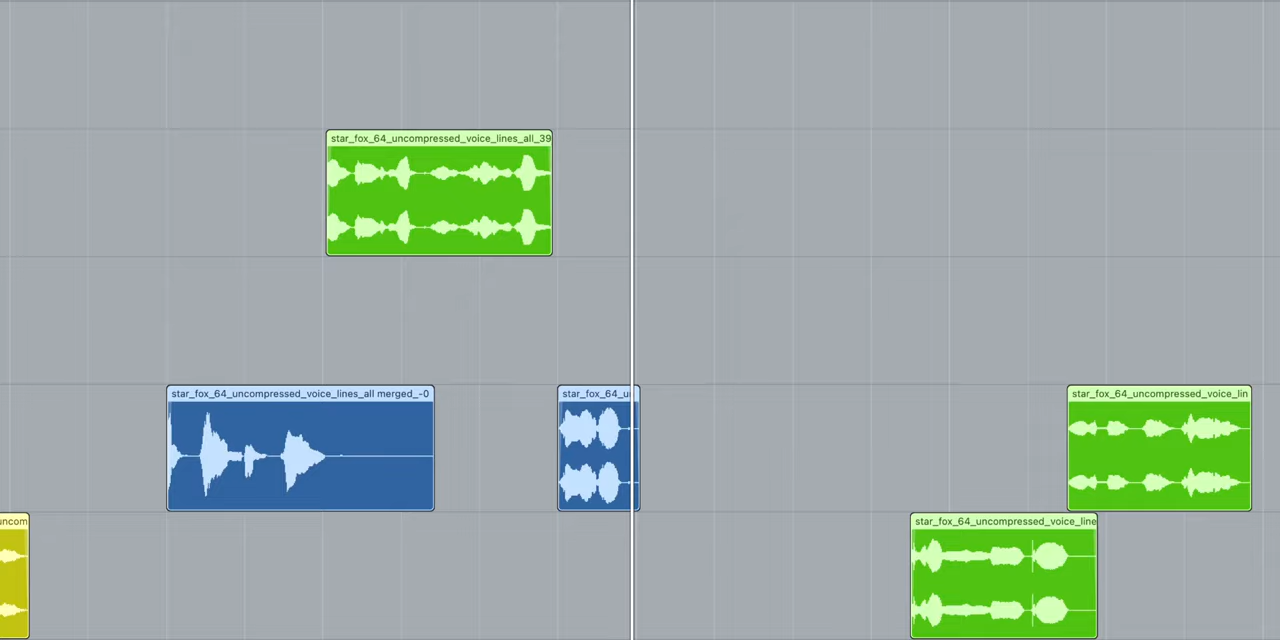 star_fox_64_uncompressed_voice_lines_all_39
star_fox_64_uncompressed_voice_lines_all merged_-0
star_fox_64_u
star_fox_64_uncompressed_voice_lin
uncom
star_fox_64_uncompressed_voice_line